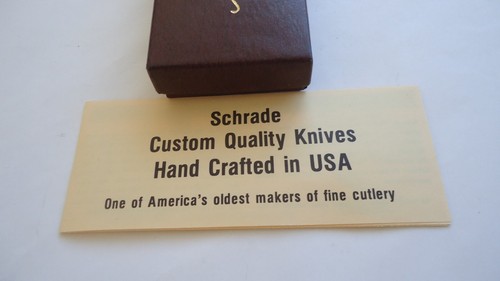 Schrade
Custom Quality Knives
Hand Crafted in USA
One of America's oldest makers of fine cutlery